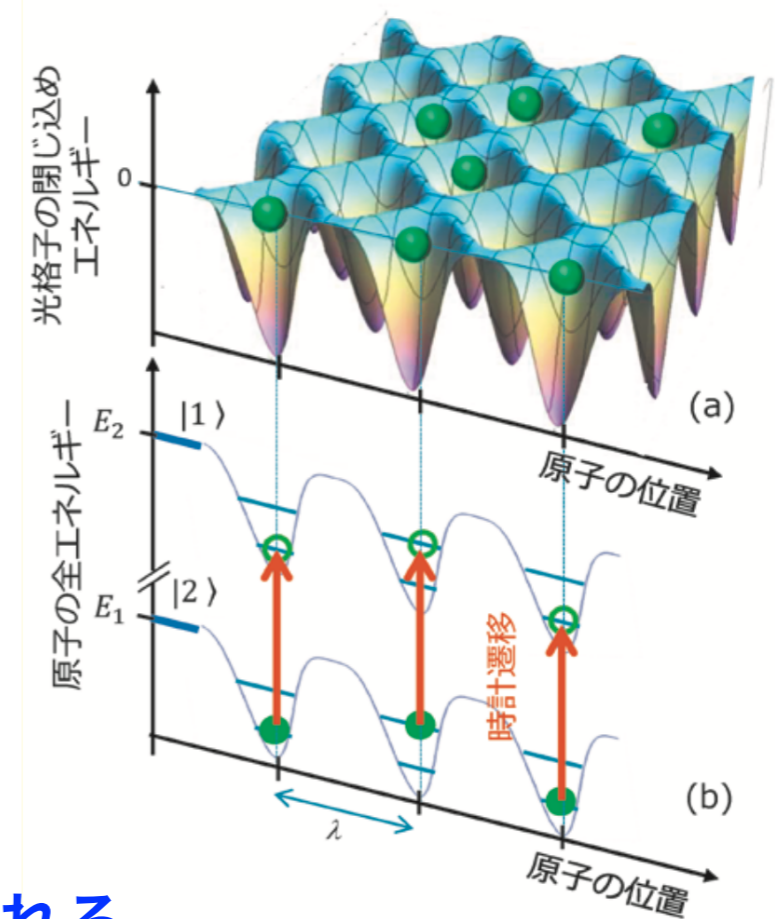 光格子の閉じ込め
エネルギー
0
(a)
原子の位置
原子の全エネルギー
E₂
|1⟩
E₁
|2⟩
時計遷移
(b)
λ
原子の位置
れる